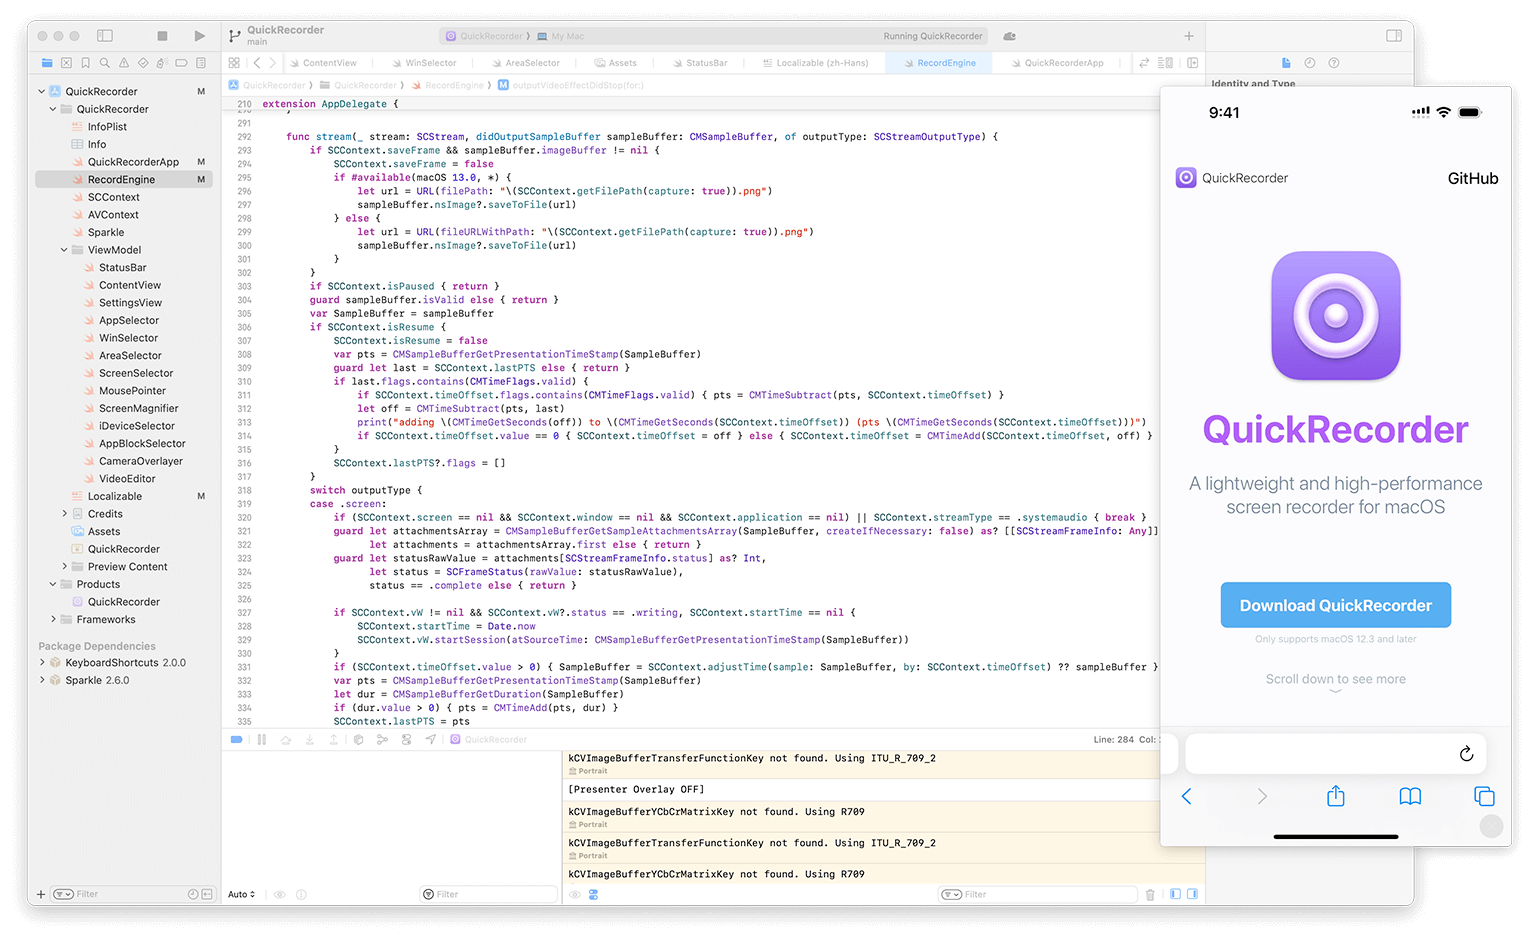 QuickRecorder
main
QuickRecorder
My Mac
Running QuickRecorder
ContentView
WinSelector
AreaSelector
Assets
StatusBar
Localizable (zh-Hans)
RecordEngine
QuickRecorderApp
QuickRecorder
QuickRecorder
RecordEngine
M outputVideoEffectDidStop(for:)
Identity and Type
QuickRecorder M
QuickRecorder
InfoPlist
Info
QuickRecorderApp M
RecordEngine M
SCContext
AVContext
Sparkle
ViewModel
StatusBar
ContentView
SettingsView
AppSelector
WinSelector
AreaSelector
ScreenSelector
MousePointer
ScreenMagnifier
iDeviceSelector
AppBlockSelector
CameraOverlayer
VideoEditor
Localizable M
Credits
Assets
QuickRecorder
Preview Content
Products
QuickRecorder
Frameworks
Package Dependencies
KeyboardShortcuts 2.0.0
Sparkle 2.6.0
Filter
210 extension AppDelegate {
291
292 func stream(_ stream: SCStream, didOutputSampleBuffer sampleBuffer: CMSampleBuffer, of outputType: SCStreamOutputType) {
293 if SCContext.saveFrame && sampleBuffer.imageBuffer != nil {
294 SCContext.saveFrame = false
295 if #available(macOS 13.0, *) {
296 let url = URL(filePath: "\(SCContext.getFilePath(capture: true)).png")
297 sampleBuffer.nsImage?.saveToFile(url)
298 } else {
299 let url = URL(fileURLWithPath: "\(SCContext.getFilePath(capture: true)).png")
300 sampleBuffer.nsImage?.saveToFile(url)
301 }
302 }
303 if SCContext.isPaused { return }
304 guard sampleBuffer.isValid else { return }
305 var SampleBuffer = sampleBuffer
306 if SCContext.isResume {
307 SCContext.isResume = false
308 var pts = CMSampleBufferGetPresentationTimeStamp(SampleBuffer)
309 guard let last = SCContext.lastPTS else { return }
310 if last.flags.contains(CMTimeFlags.valid) {
311 if SCContext.timeOffset.flags.contains(CMTimeFlags.valid) { pts = CMTimeSubtract(pts, SCContext.timeOffset) }
312 let off = CMTimeSubtract(pts, last)
313 print("adding \(CMTimeGetSeconds(off)) to \(CMTimeGetSeconds(SCContext.timeOffset)) (pts \(CMTimeGetSeconds(SCContext.timeOffset)))")
314 if SCContext.timeOffset.value == 0 { SCContext.timeOffset = off } else { SCContext.timeOffset = CMTimeAdd(SCContext.timeOffset, off) }
315 }
316 SCContext.lastPTS?.flags = []
317 }
318 switch outputType {
319 case .screen:
320 if (SCContext.screen == nil && SCContext.window == nil && SCContext.application == nil) || SCContext.streamType == .systemaudio { break }
321 guard let attachmentsArray = CMSampleBufferGetSampleAttachmentsArray(SampleBuffer, createIfNecessary: false) as? [[SCStreamFrameInfo: Any]]
322 let attachments = attachmentsArray.first else { return }
323 guard let statusRawValue = attachments[SCStreamFrameInfo.status] as? Int,
324 let status = SCFrameStatus(rawValue: statusRawValue),
325 status == .complete else { return }
326
327 if SCContext.vW != nil && SCContext.vW?.status == .writing, SCContext.startTime == nil {
328 SCContext.startTime = Date.now
329 SCContext.vW.startSession(atSourceTime: CMSampleBufferGetPresentationTimeStamp(SampleBuffer))
330 }
331 if (SCContext.timeOffset.value > 0) { SampleBuffer = SCContext.adjustTime(sample: SampleBuffer, by: SCContext.timeOffset) ?? sampleBuffer }
332 var pts = CMSampleBufferGetPresentationTimeStamp(SampleBuffer)
333 let dur = CMSampleBufferGetDuration(SampleBuffer)
334 if (dur.value > 0) { pts = CMTimeAdd(pts, dur) }
335 SCContext.lastPTS = pts
QuickRecorder
Line: 284 Col:
kCVImageBufferTransferFunctionKey not found. Using ITU_R_709_2
Portrait
[Presenter Overlay OFF]
kCVImageBufferYCbCrMatrixKey not found. Using R709
Portrait
kCVImageBufferTransferFunctionKey not found. Using ITU_R_709_2
Portrait
kCVImageBufferYCbCrMatrixKey not found. Using R709
Auto
Filter
Filter
9:41
QuickRecorder
GitHub
QuickRecorder
A lightweight and high-performance
screen recorder for macOS
Download QuickRecorder
Only supports macOS 12.3 and later
Scroll down to see more